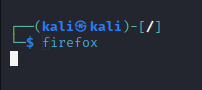 ┌──(kali㉿kali)-[/]
└─$ firefox